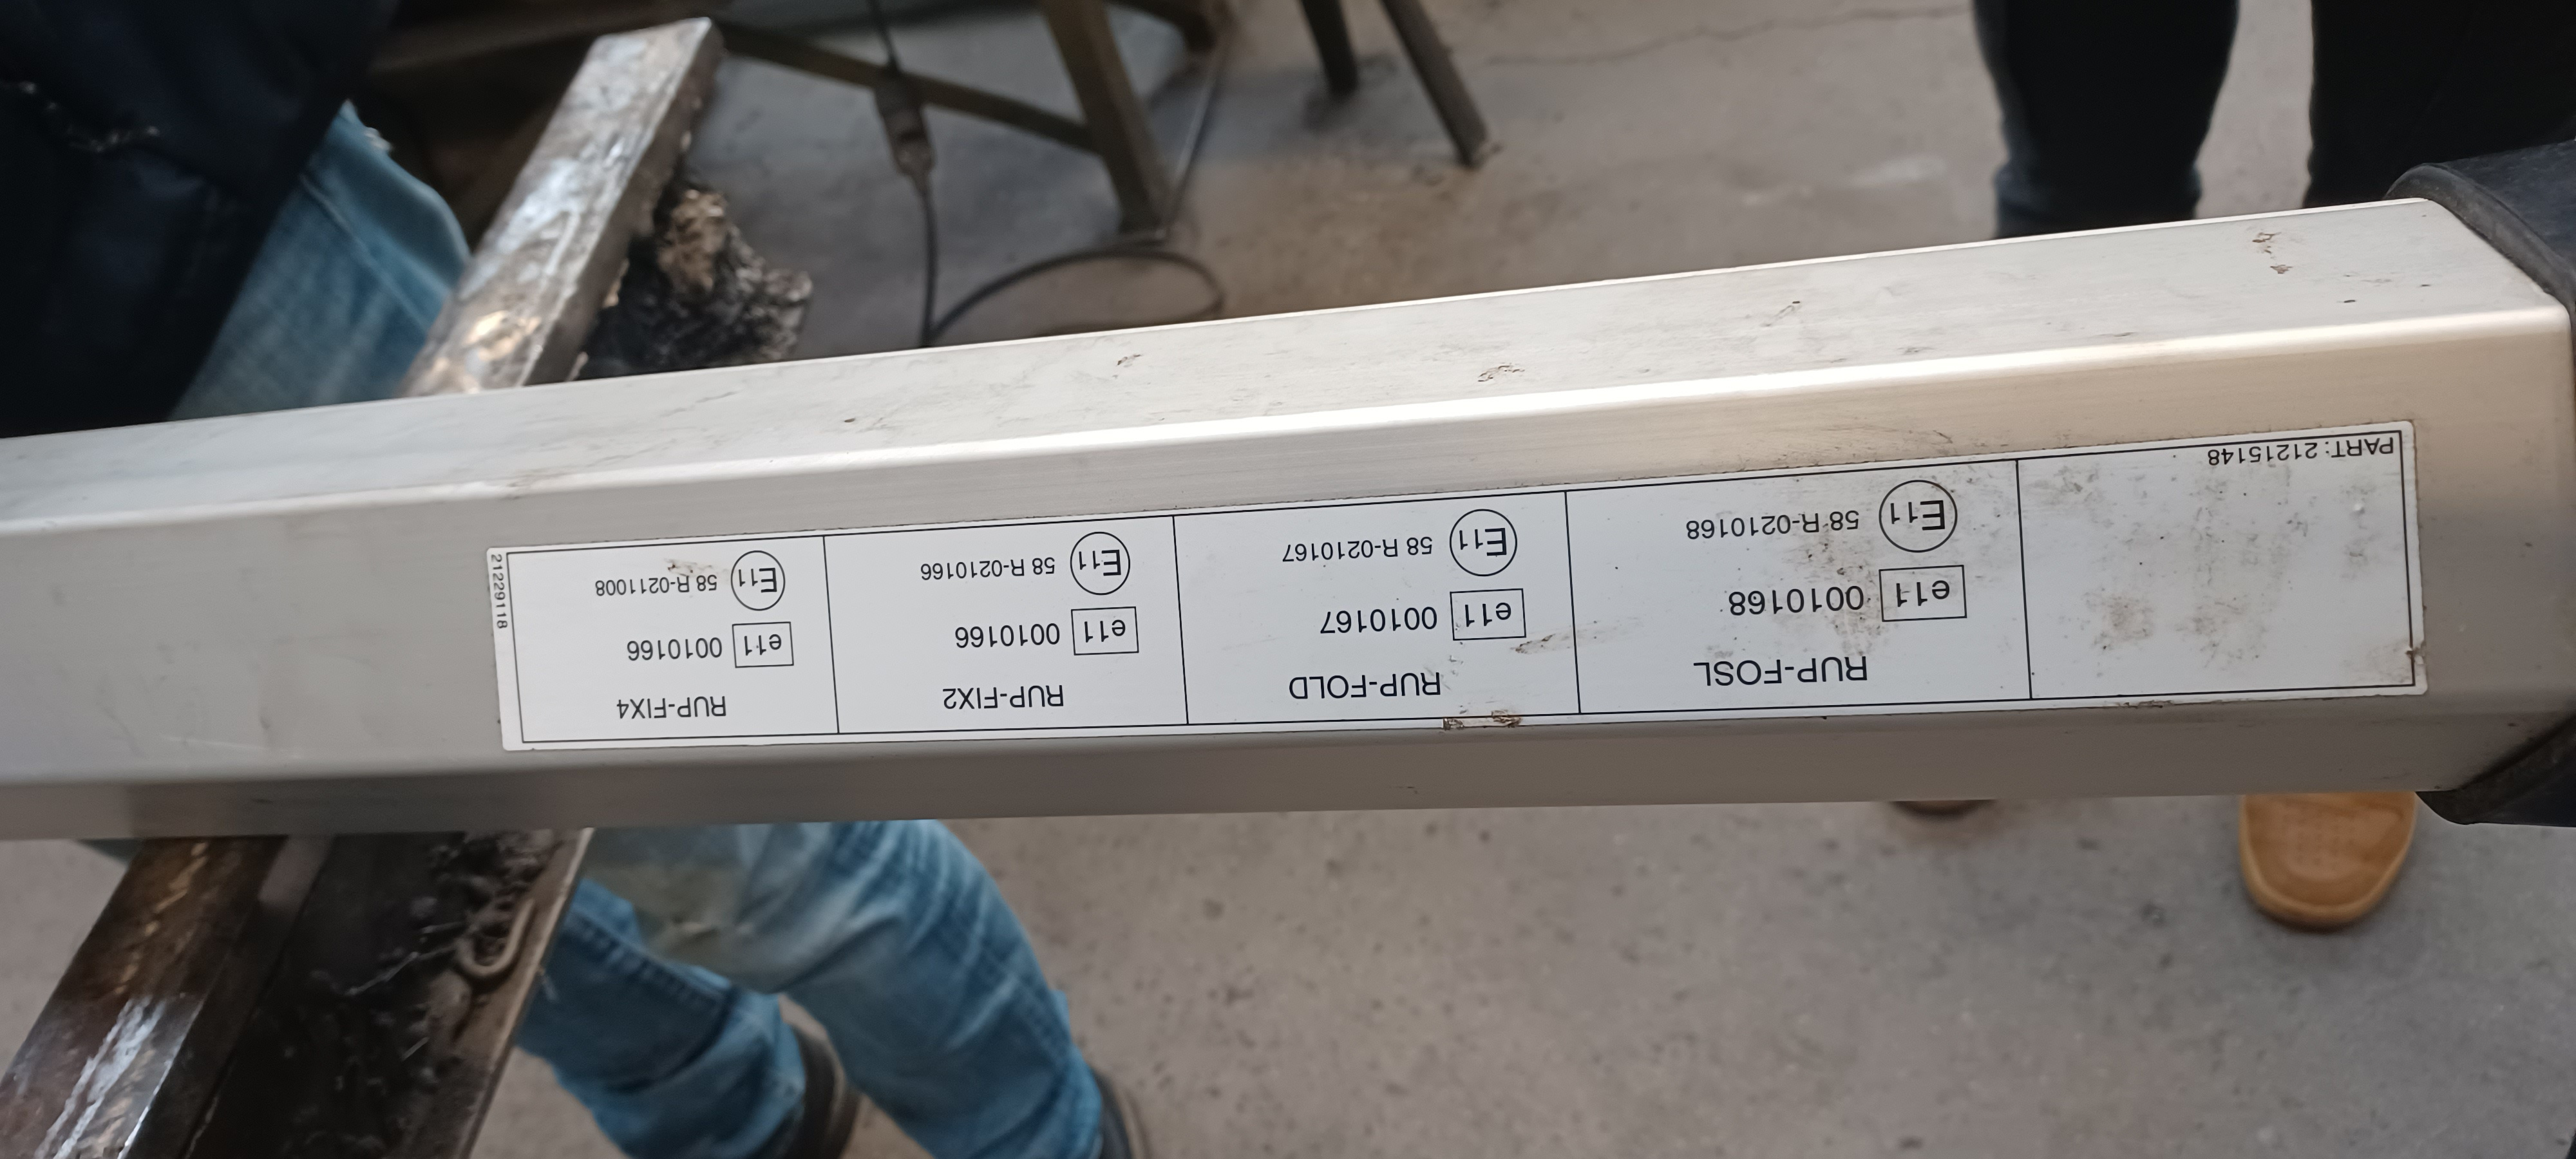 PART: 21215148
RUP-FOSL
e11 0010168
E11 58 R-0210168
RUP-FOLD
e11 0010167
E11 58 R-0210167
RUP-FIX2
e11 0010166
E11 58 R-0210166
RUP-FIX4
e11 0010166
E11 58 R-0211008
21229118